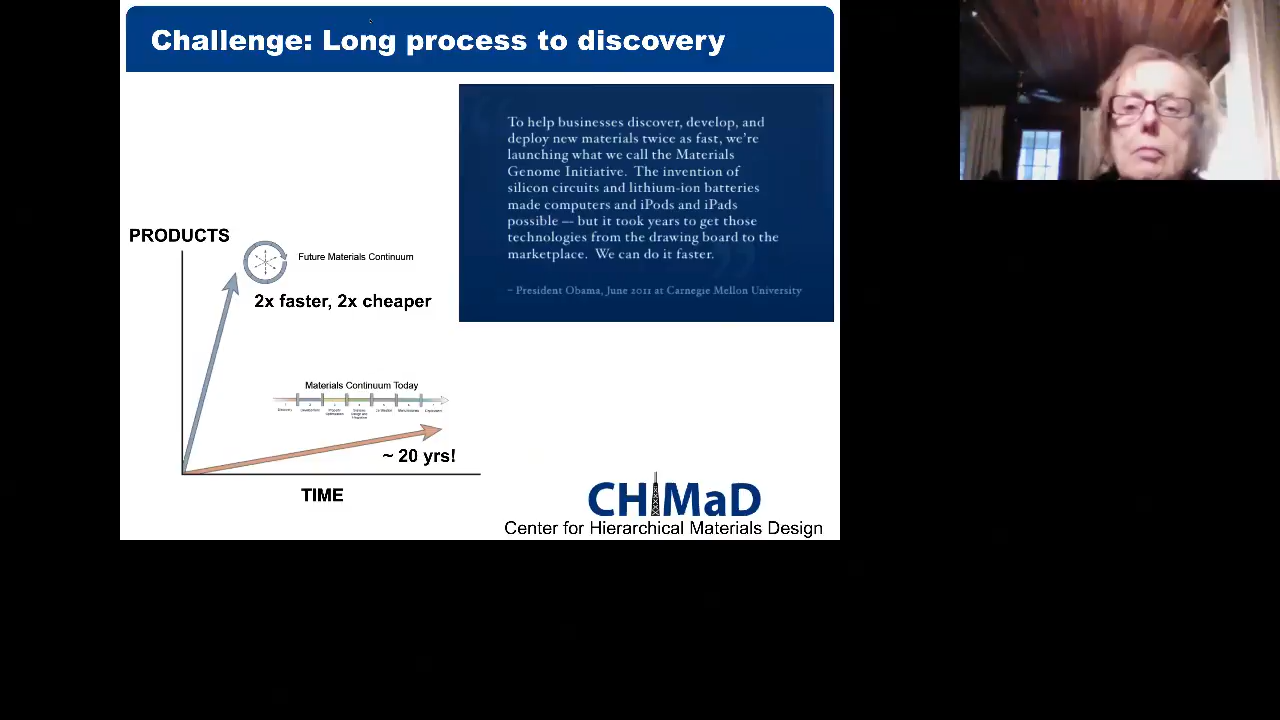 Challenge: Long process to discovery
To help businesses discover, develop, and
deploy new materials twice as fast, we're
launching what we call the Materials
Genome Initiative. The invention of
silicon circuits and lithium-ion batteries
made computers and iPods and iPads
possible — but it took years to get those
technologies from the drawing board to the
marketplace. We can do it faster.
– President Obama, June 2011 at Carnegie Mellon University
PRODUCTS
Future Materials Continuum
2x faster, 2x cheaper
Materials Continuum Today
~ 20 yrs!
TIME
CHiMaD
Center for Hierarchical Materials Design